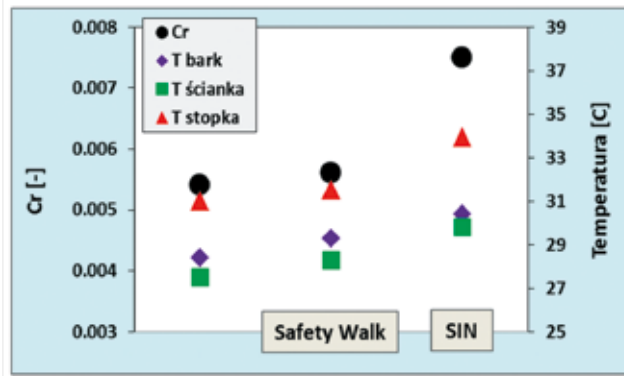 0.008
0.007
0.006
0.005
0.004
0.003
Cr [-]
Cr
T bark
T ścianka
T stopka
Safety Walk
SIN
39
37
35
33
31
29
27
25
Temperatura [C]